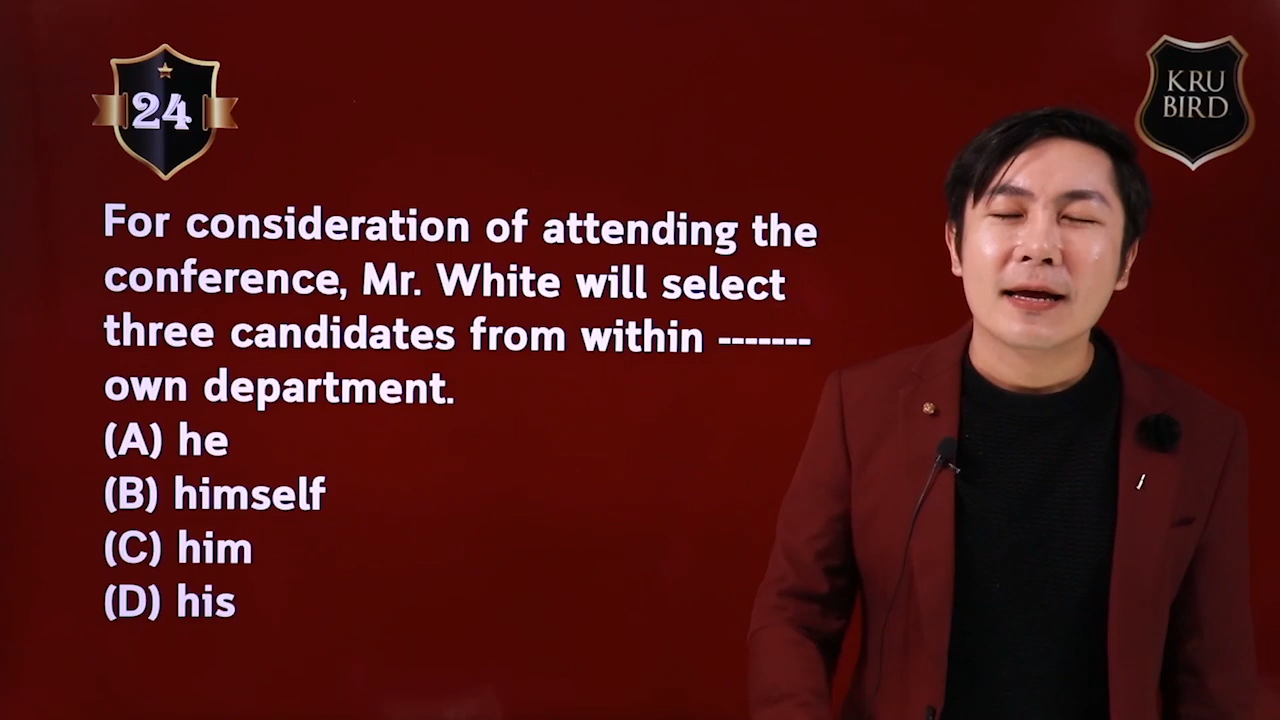 24
KRU
BIRD
For consideration of attending the
conference, Mr. White will select
three candidates from within -------
own department.
(A) he
(B) himself
(C) him
(D) his